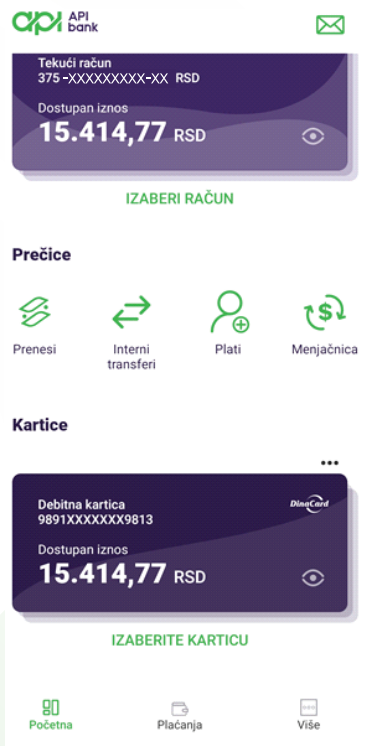 api API
bank
Tekući račun
375 -XXXXXXXXX-XX RSD
Dostupan iznos
15.414,77 RSD
IZABERI RAČUN
Prečice
Prenesi
Interni
transferi
Plati
Menjačnica
Kartice
Debitna kartica
9891XXXXXXX9813
DinaCard
Dostupan iznos
15.414,77 RSD
IZABERITE KARTICU
Početna
Plaćanja
Više